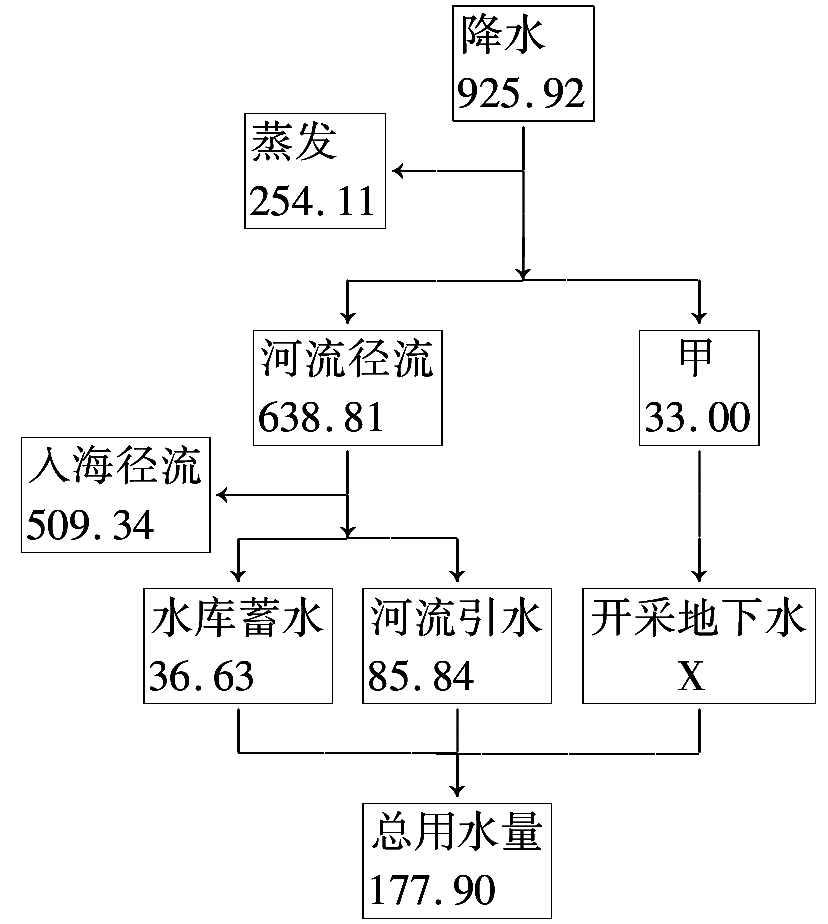 降水
925.92
蒸发
254.11
河流径流
638.81
甲
33.00
入海径流
509.34
水库蓄水
36.63
河流引水
85.84
开采地下水
X
总用水量
177.90